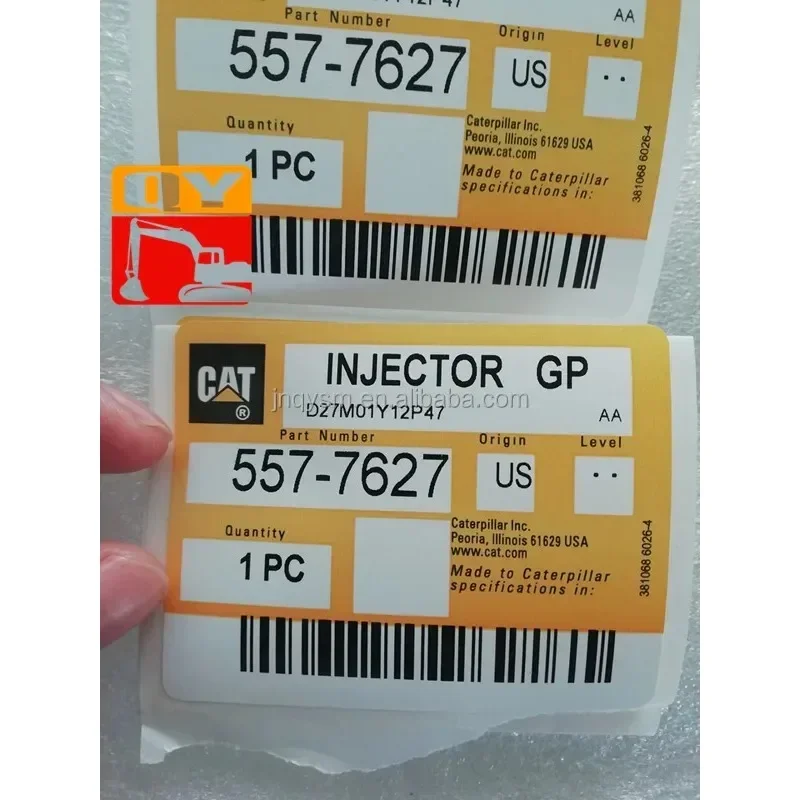 D27M01Y12P47
AA
Part Number
Origin
Level
557-7627
US
..
Quantity
1 PC
Caterpillar Inc.
Peoria, Illinois 61629 USA
www.cat.com
Made to Caterpillar
specifications in:
381068 6026-4
QY
CAT
®
INJECTOR GP
jnqysm.en.alibaba.com
D27M01Y12P47
AA
Part Number
Origin
Level
557-7627
US
..
Quantity
1 PC
Caterpillar Inc.
Peoria, Illinois 61629 USA
www.cat.com
Made to Caterpillar
specifications in:
381068 6026-4